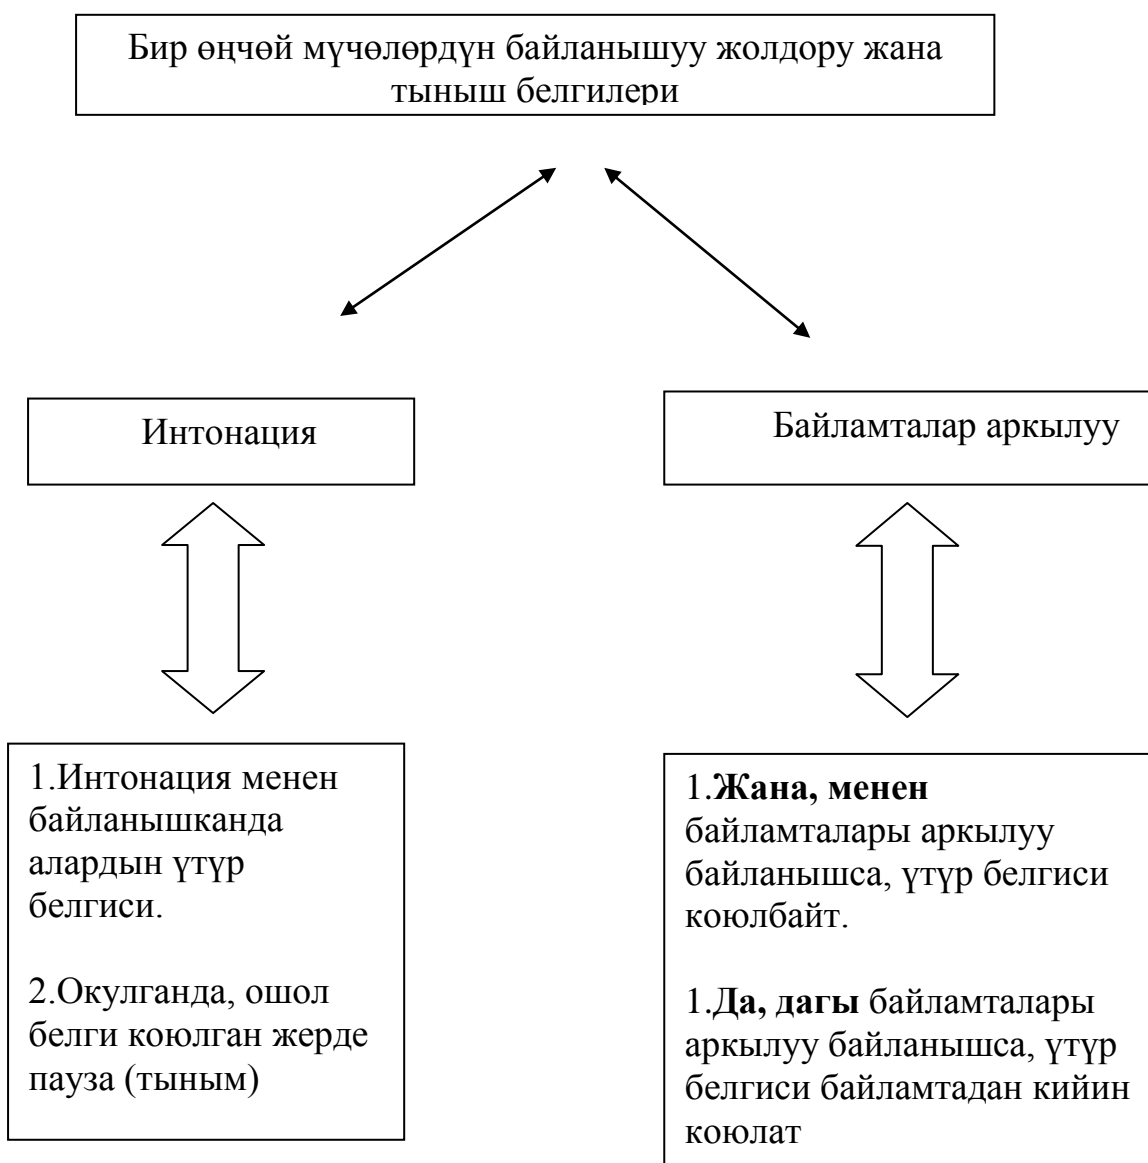 Бир өңчөй мүчөлөрдүн байланышуу жолдору жана
тыныш белгилери
Интонация
Байламталар аркылуу
1.Интонация менен
байланышканда
алардын үтүр
белгиси.
2.Окулганда, ошол
белги коюлган жерде
пауза (тыным)
1.Жана, менен
байламталары аркылуу
байланышса, үтүр белгиси
коюлбайт.
1.Да, дагы байламталары
аркылуу байланышса, үтүр
белгиси байламтадан кийин
коюлат